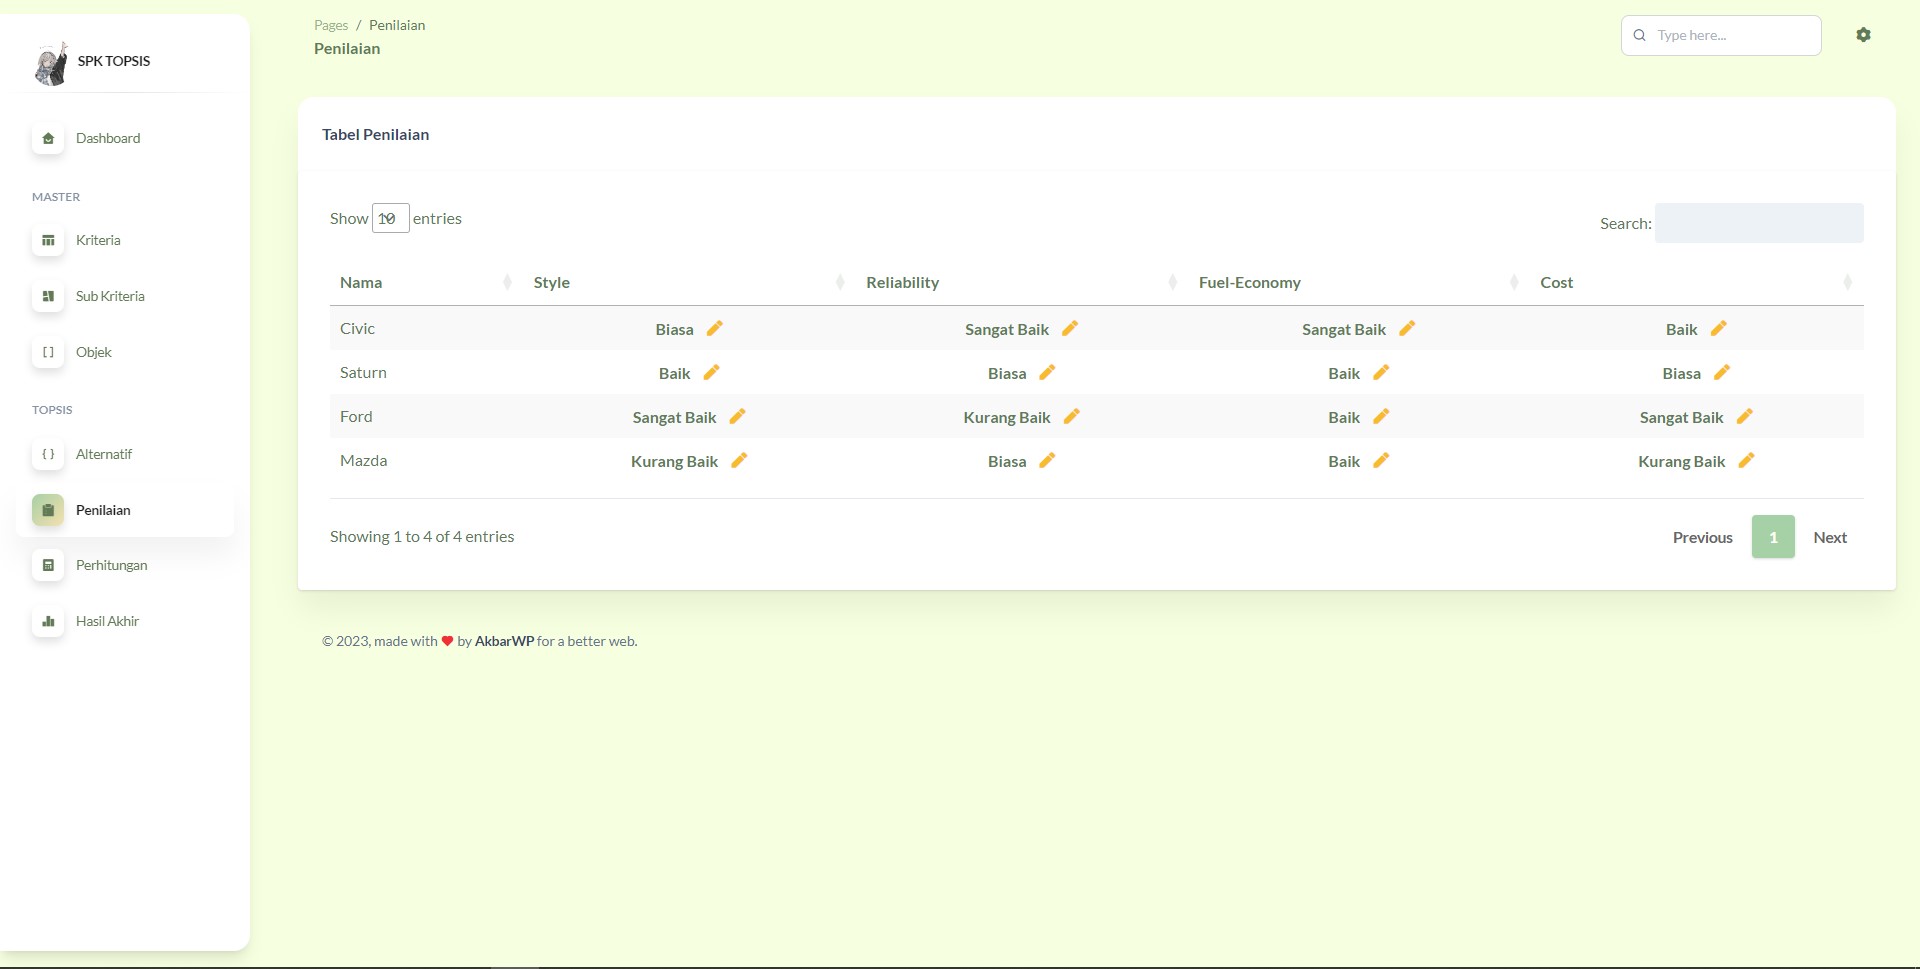 SPK TOPSIS
Dashboard
MASTER
Kriteria
Sub Kriteria
Objek
TOPSIS
Alternatif
Penilaian
Perhitungan
Hasil Akhir
Pages / Penilaian
Penilaian
Type here...
Tabel Penilaian
Show 10 entries
Search:
Nama Style Reliability Fuel-Economy Cost
Civic Biasa Sangat Baik Sangat Baik Baik
Saturn Baik Biasa Baik Biasa
Ford Sangat Baik Kurang Baik Baik Sangat Baik
Mazda Kurang Baik Biasa Baik Kurang Baik
Showing 1 to 4 of 4 entries
Previous 1 Next
© 2023, made with ❤ by AkbarWP for a better web.